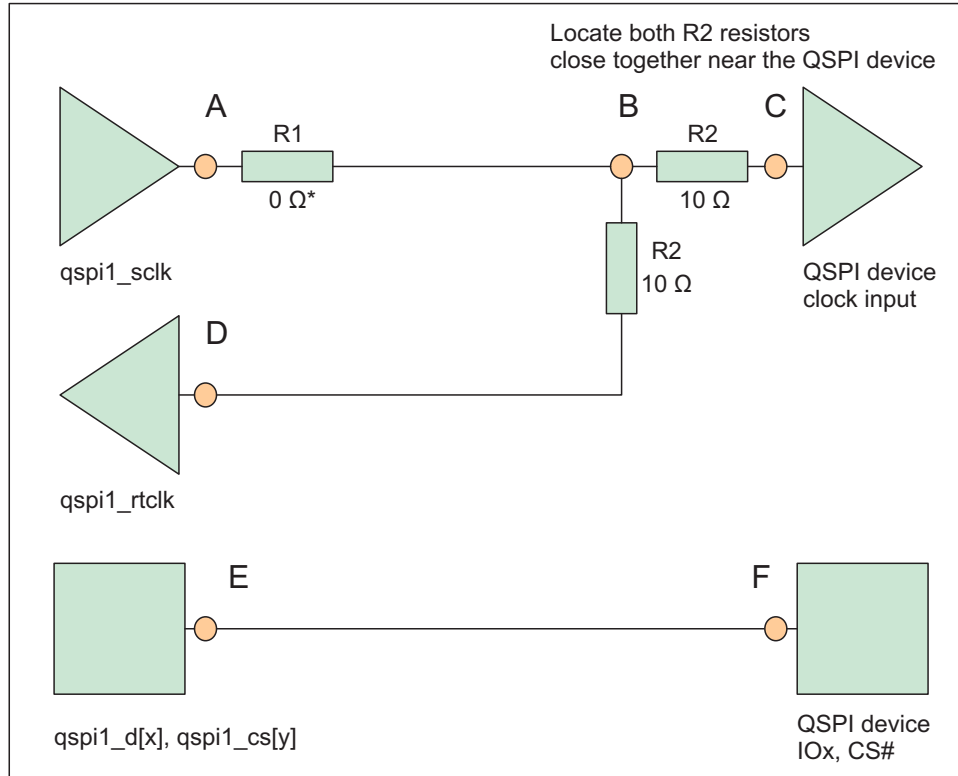 Locate both R2 resistors
close together near the QSPI device
A
B
C
R1
R2
0 Ω*
10 Ω
R2
10 Ω
qspi1_sclk
QSPI device
clock input
D
qspi1_rtclk
E
F
qspi1_d[x], qspi1_cs[y]
QSPI device
IOx, CS#